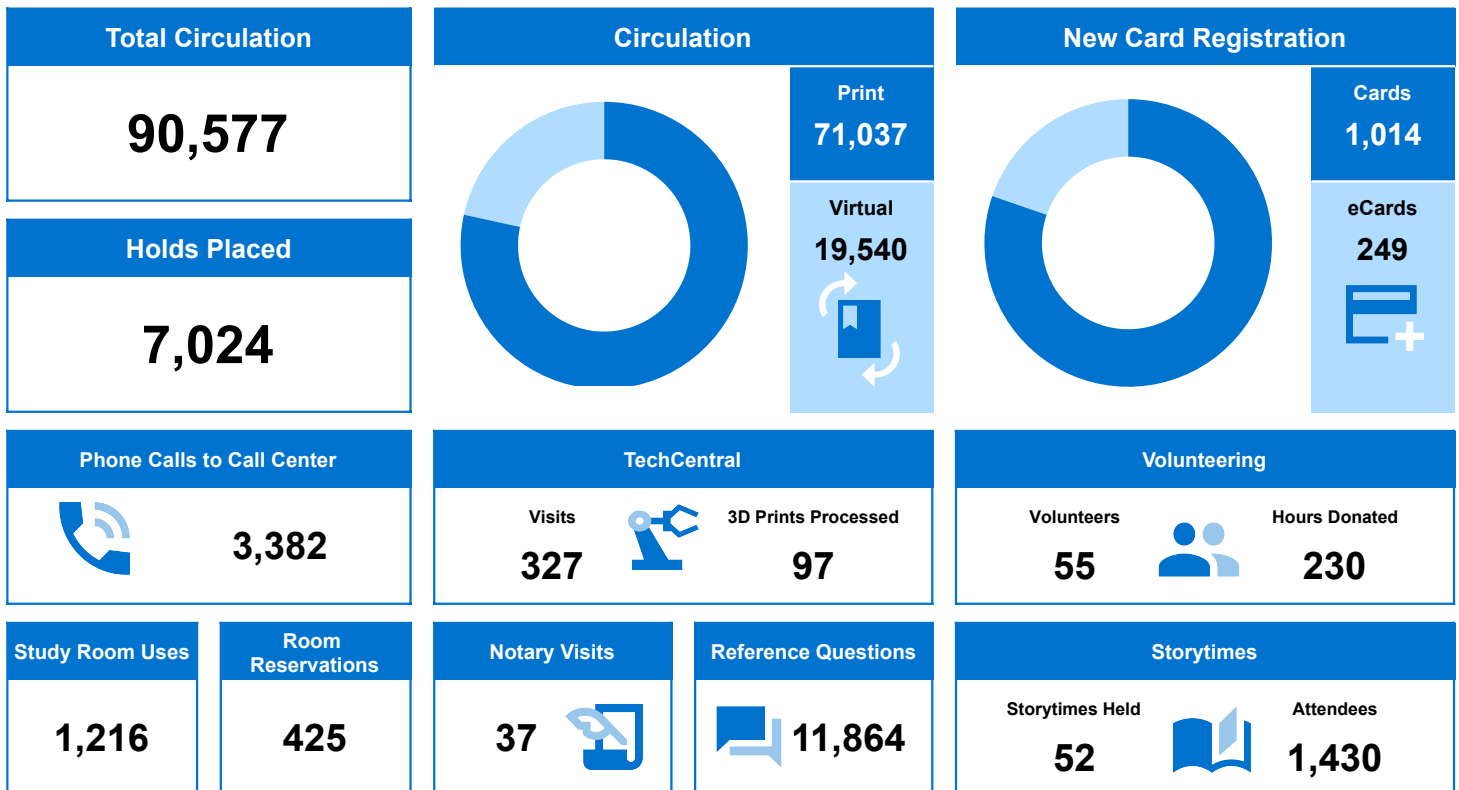 Total Circulation
90,577
Holds Placed
7,024
Circulation
Print
71,037
Virtual
19,540
New Card Registration
Cards
1,014
eCards
249
Phone Calls to Call Center
3,382
TechCentral
Visits
327
3D Prints Processed
97
Volunteering
Volunteers
55
Hours Donated
230
Study Room Uses
1,216
Room
Reservations
425
Notary Visits
37
Reference Questions
11,864
Storytimes
Storytimes Held
52
Attendees
1,430